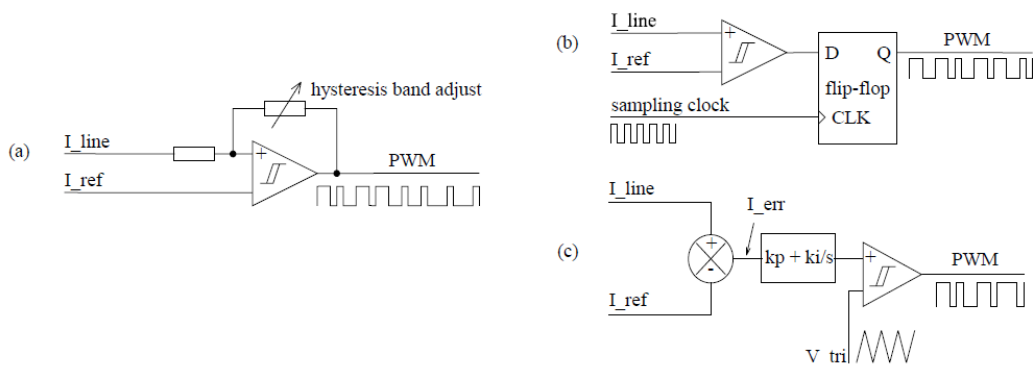 (a)
hysteresis band adjust
I_line
I_ref
+
PWM
(b)
I_line
I_ref
+
D Q
flip-flop
CLK
PWM
sampling clock
(c)
I_line
I_err
+
-
kp + ki/s
+
PWM
I_ref
V_tri